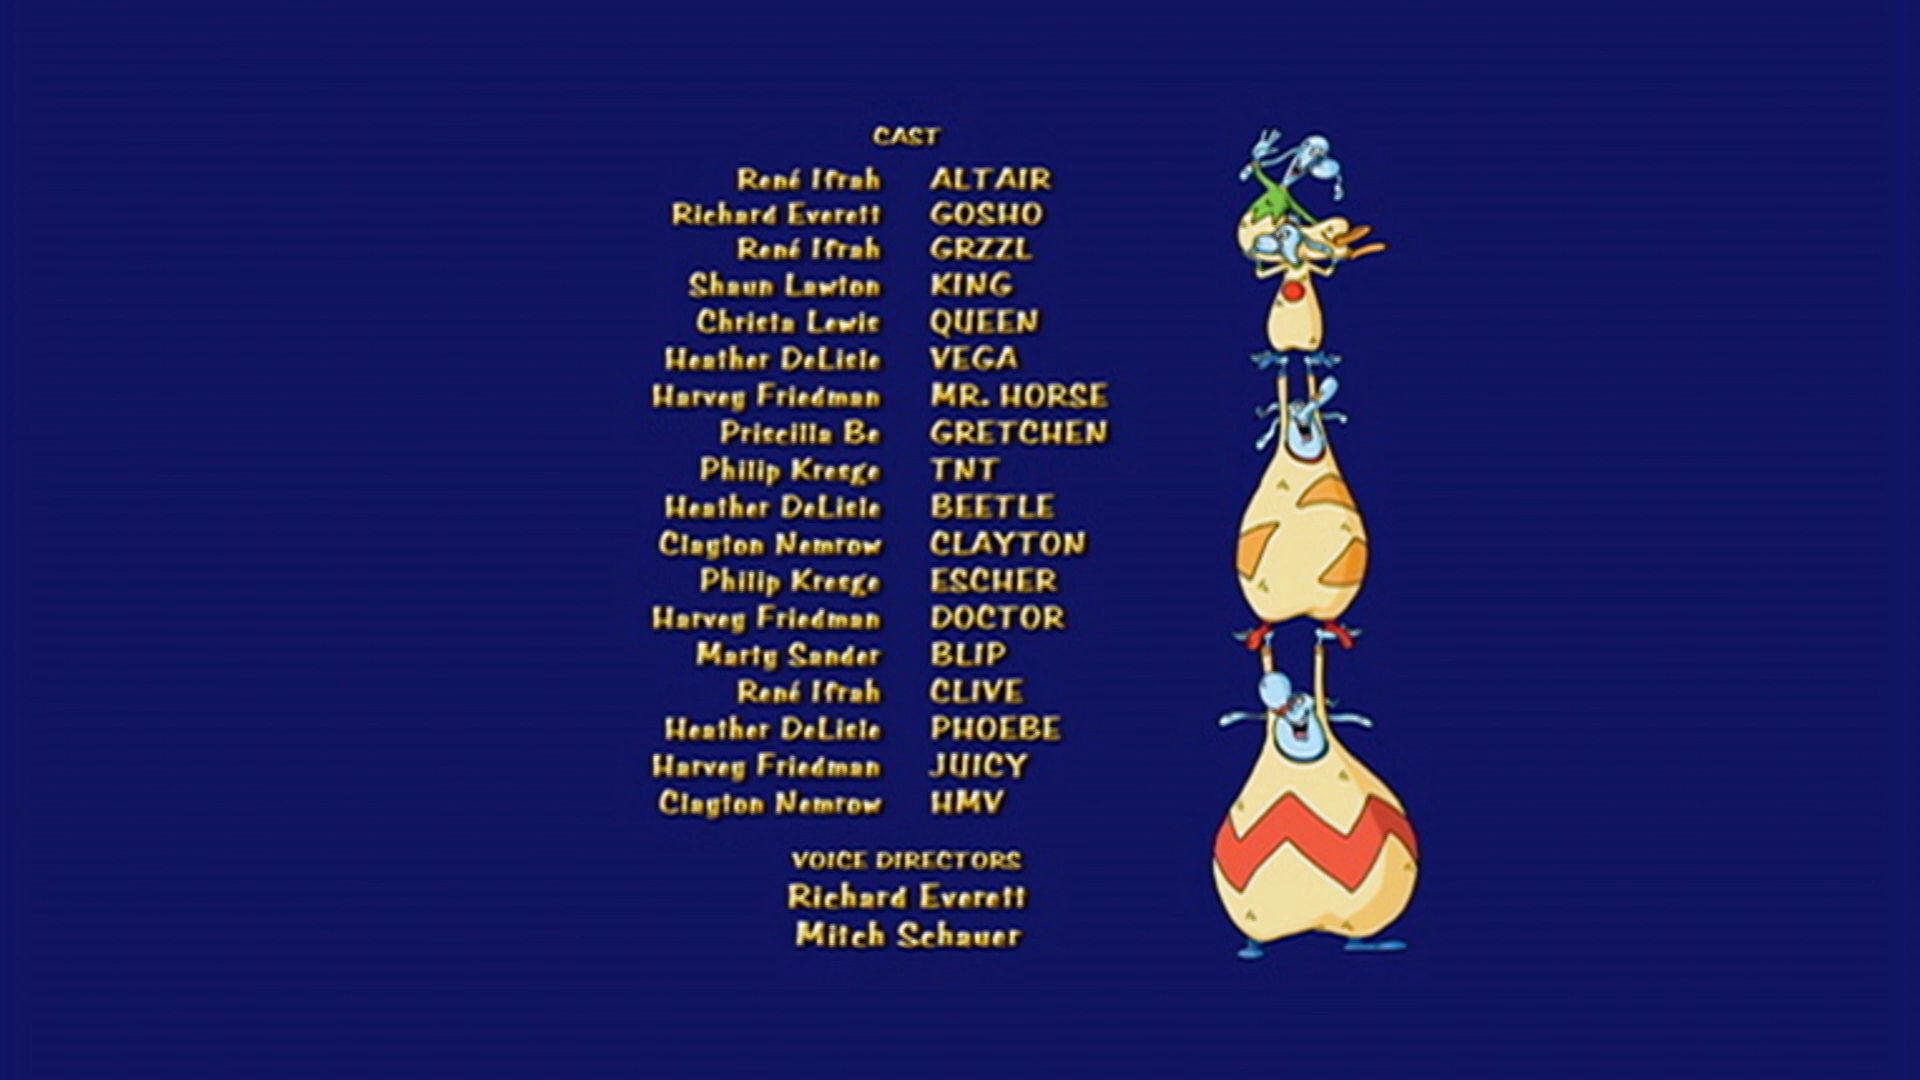 CAST
René Ifrah ALTAIR
Richard Everett GOSHO
René Ifrah GRZZL
Shaun Lawton KING
Christa Lewis QUEEN
Heather DeLisle VEGA
Harvey Friedman MR. HORSE
Priscilla Be GRETCHEN
Philip Kresge TNT
Heather DeLisle BEETLE
Clayton Nemrow CLAYTON
Philip Kresge ESCHER
Harvey Friedman DOCTOR
Marty Sander BLIP
René Ifrah CLIVE
Heather DeLisle PHOEBE
Harvey Friedman JUICY
Clayton Nemrow HMV
VOICE DIRECTORS
Richard Everett
Mitch Schauer